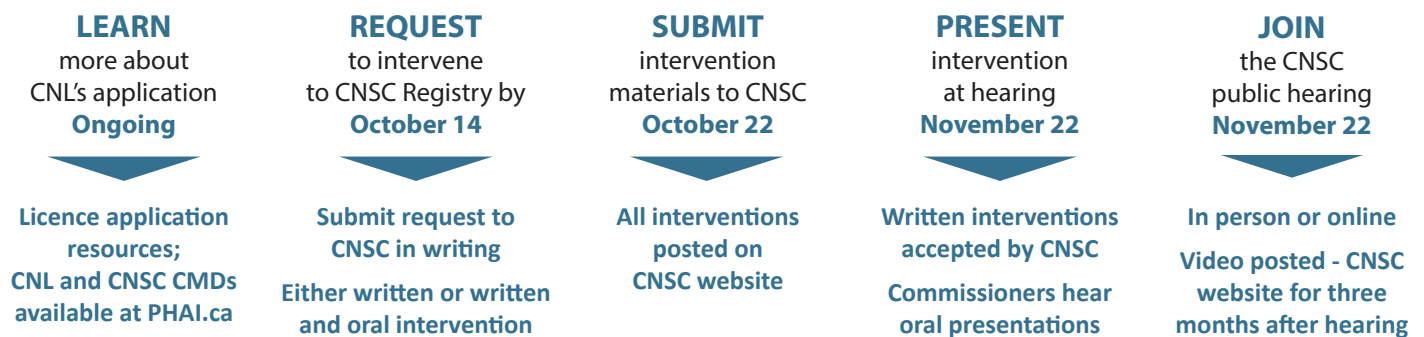 LEARN
more about
CNL's application
Ongoing
Licence application
resources;
CNL and CNSC CMDs
available at PHAI.ca
REQUEST
to intervene
to CNSC Registry by
October 14
Submit request to
CNSC in writing
Either written or written
and oral intervention
SUBMIT
intervention
materials to CNSC
October 22
All interventions
posted on
CNSC website
PRESENT
intervention
at hearing
November 22
Written interventions
accepted by CNSC
Commissioners hear
oral presentations
JOIN
the CNSC
public hearing
November 22
In person or online
Video posted - CNSC
website for three
months after hearing